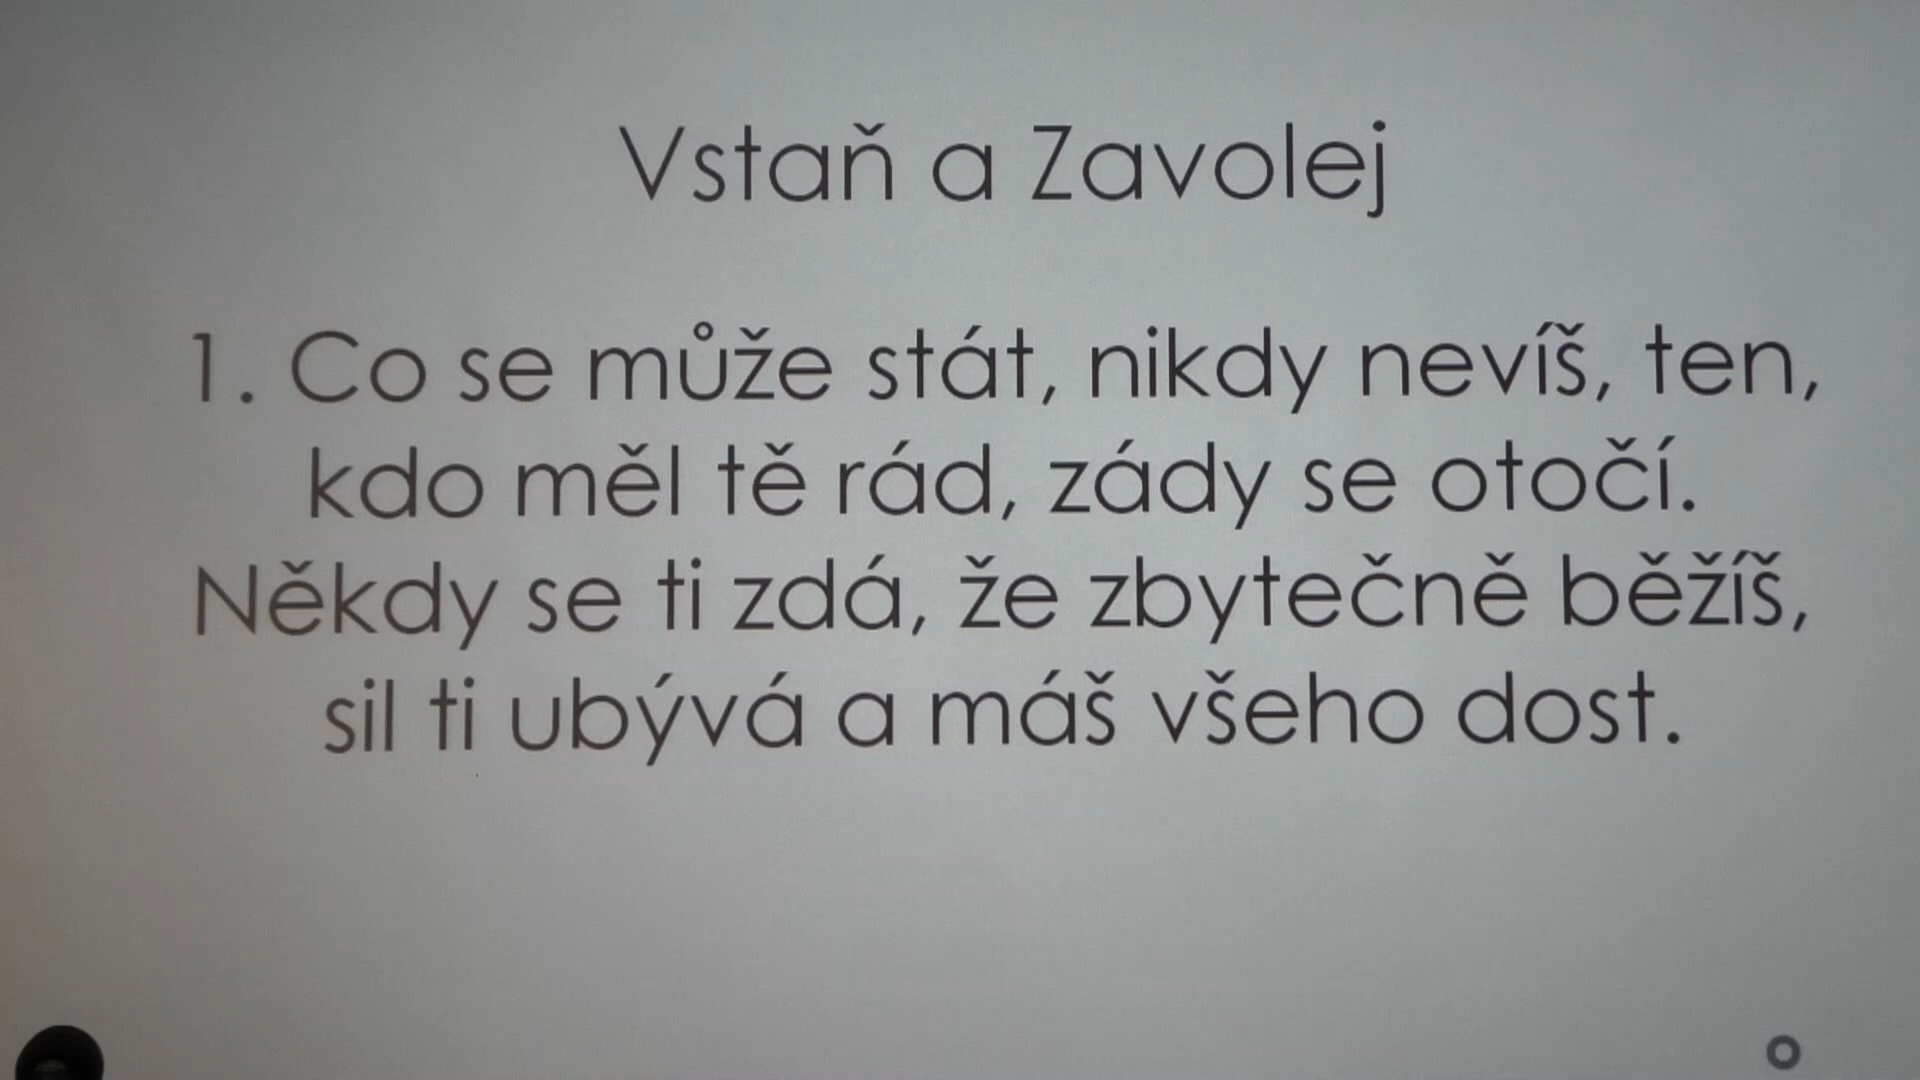 Vstaň a Zavolej
1. Co se může stát, nikdy nevíš, ten,
kdo měl tě rád, zády se otočí.
Někdy se ti zdá, že zbytečně běžíš,
sil ti ubývá a máš všeho dost.